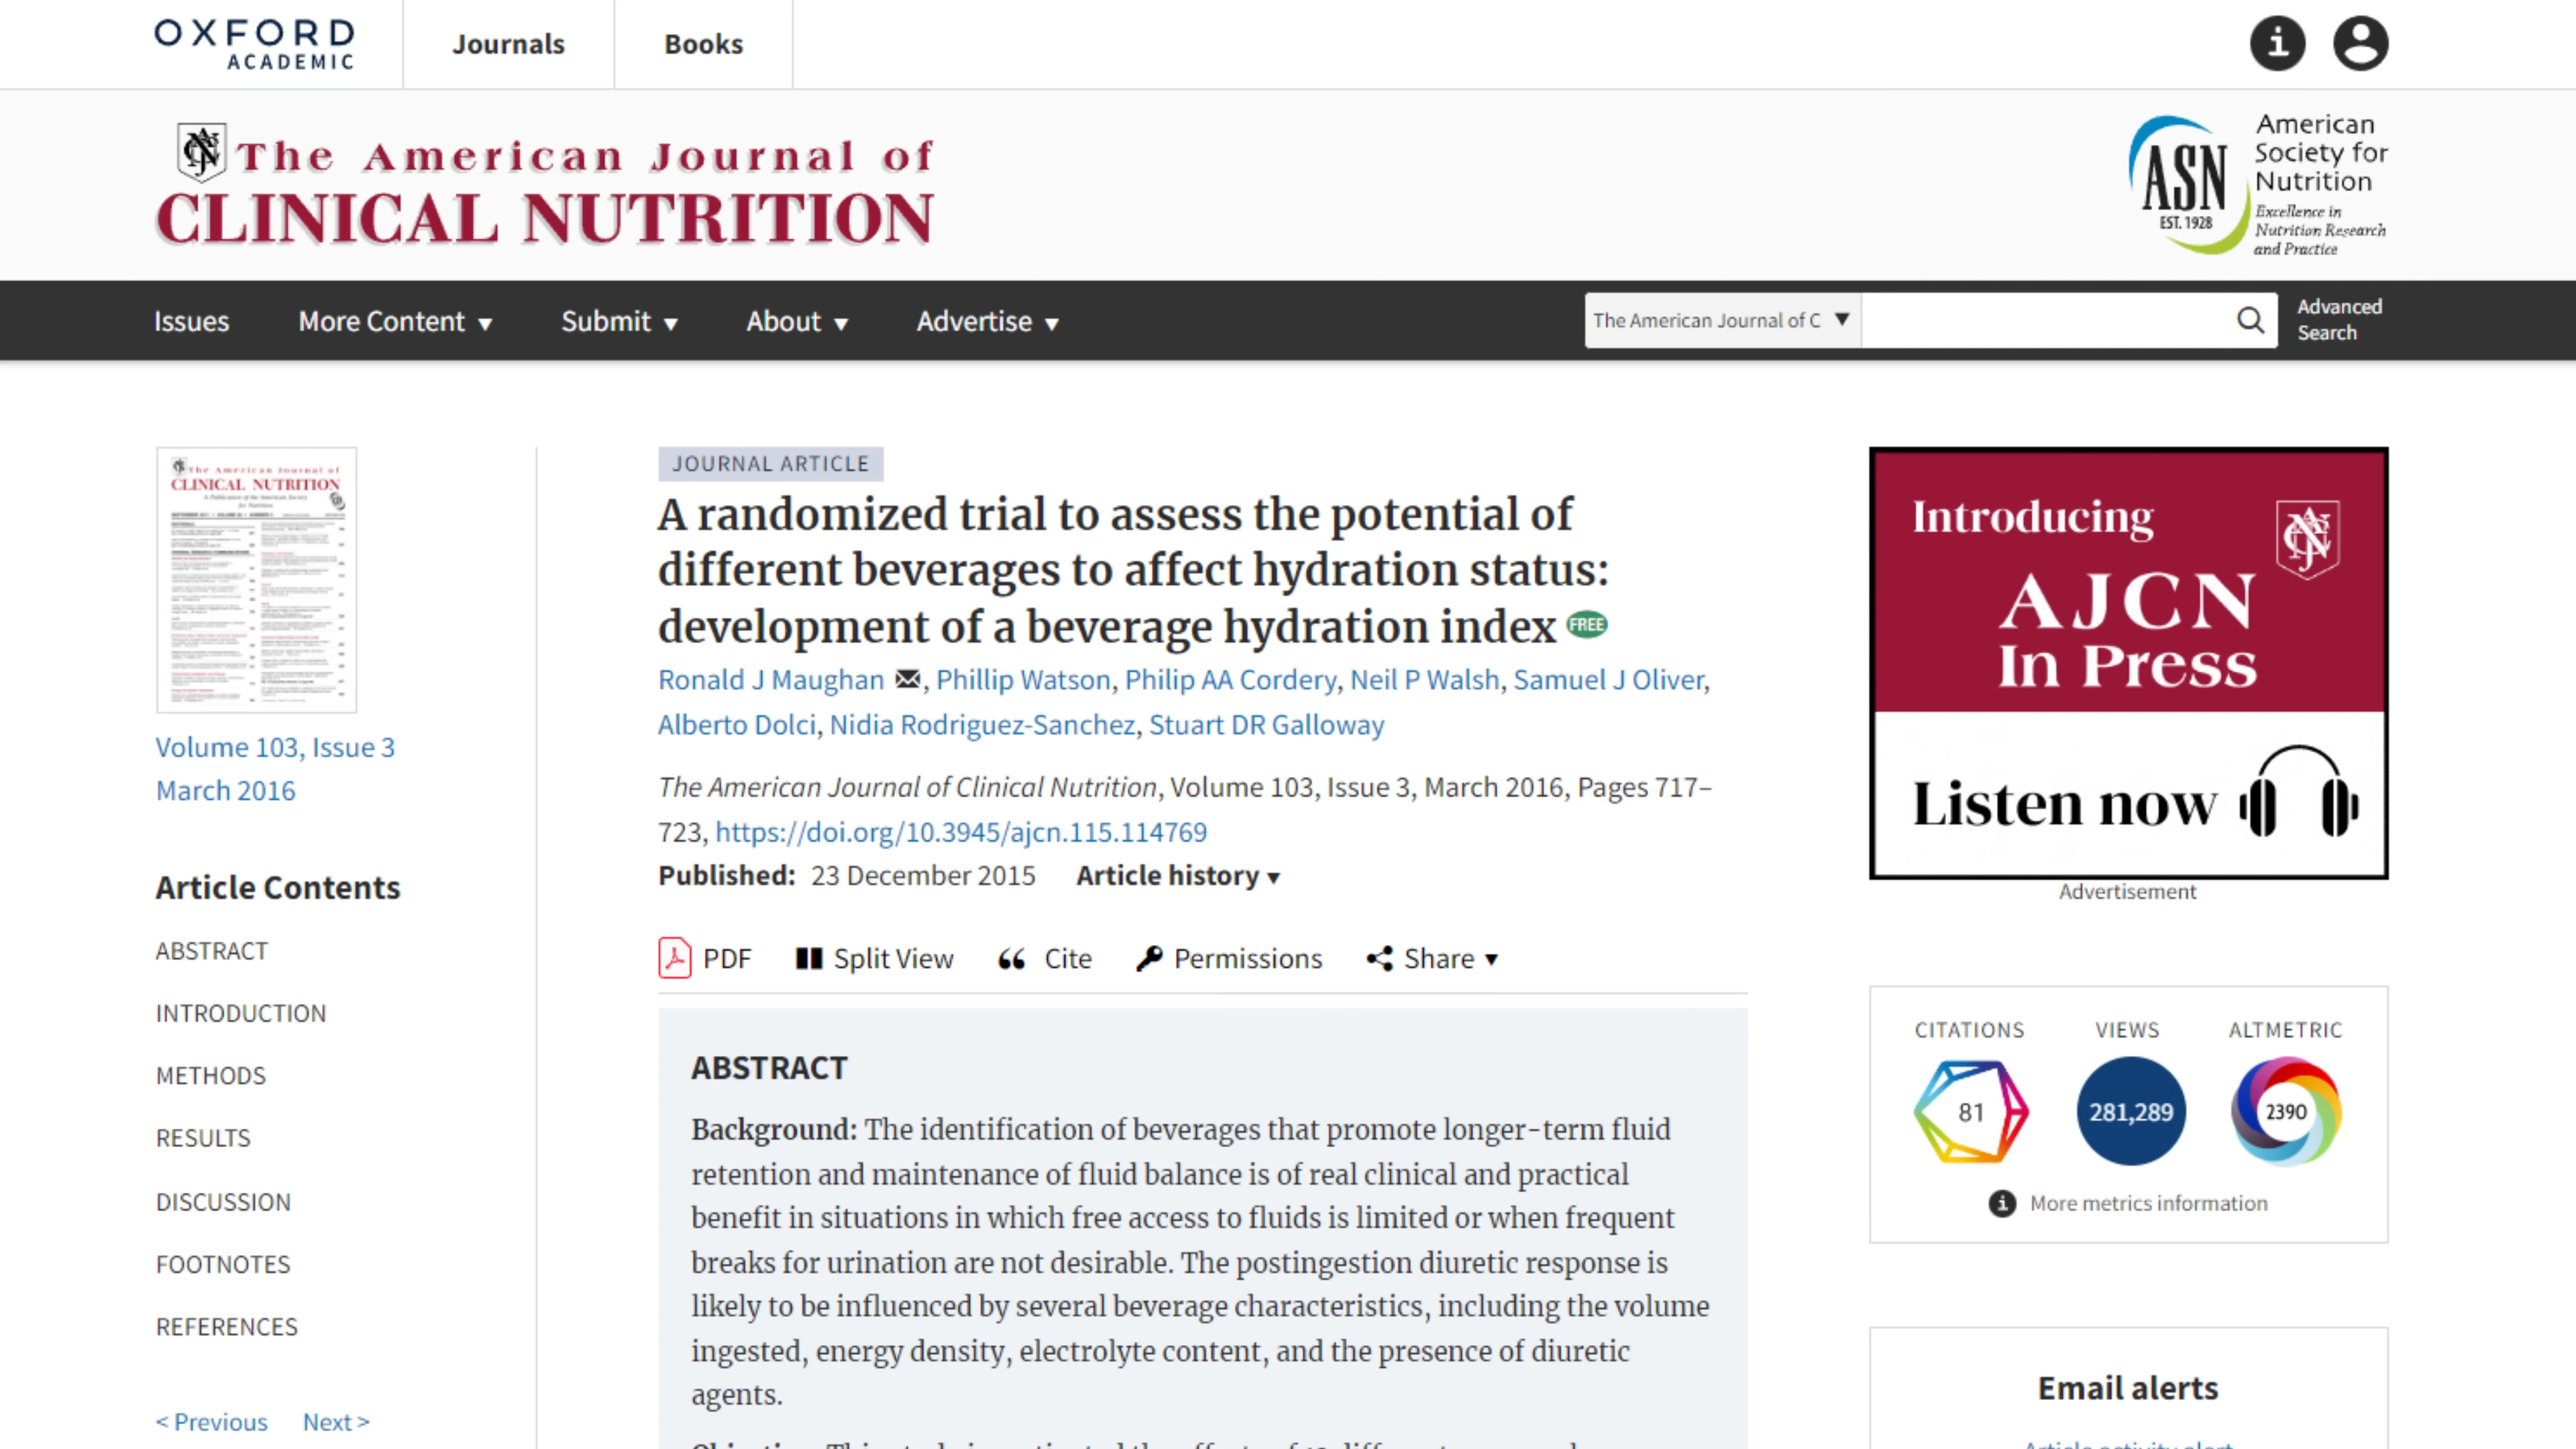 OXFORD
ACADEMIC
Journals
Books
The American Journal of
CLINICAL NUTRITION
ASN
EST. 1928
American
Society for
Nutrition
Excellence in
Nutrition Research
and Practice
Issues
More Content
Submit
About
Advertise
The American Journal of C
Advanced
Search
The American Journal of
CLINICAL NUTRITION
Volume 103, Issue 3
March 2016
Article Contents
ABSTRACT
INTRODUCTION
METHODS
RESULTS
DISCUSSION
FOOTNOTES
REFERENCES
< Previous Next >
JOURNAL ARTICLE
A randomized trial to assess the potential of
different beverages to affect hydration status:
development of a beverage hydration index FREE
Ronald J Maughan, Phillip Watson, Philip AA Cordery, Neil P Walsh, Samuel J Oliver,
Alberto Dolci, Nidia Rodriguez-Sanchez, Stuart DR Galloway
The American Journal of Clinical Nutrition, Volume 103, Issue 3, March 2016, Pages 717–
723, https://doi.org/10.3945/ajcn.115.114769
Published: 23 December 2015 Article history
PDF Split View Cite Permissions Share
ABSTRACT
Background: The identification of beverages that promote longer-term fluid
retention and maintenance of fluid balance is of real clinical and practical
benefit in situations in which free access to fluids is limited or when frequent
breaks for urination are not desirable. The postingestion diuretic response is
likely to be influenced by several beverage characteristics, including the volume
ingested, energy density, electrolyte content, and the presence of diuretic
agents.
Introducing
AJCN
In Press
Listen now
Advertisement
CITATIONS VIEWS ALTMETRIC
81 281,289 2390
More metrics information
Email alerts